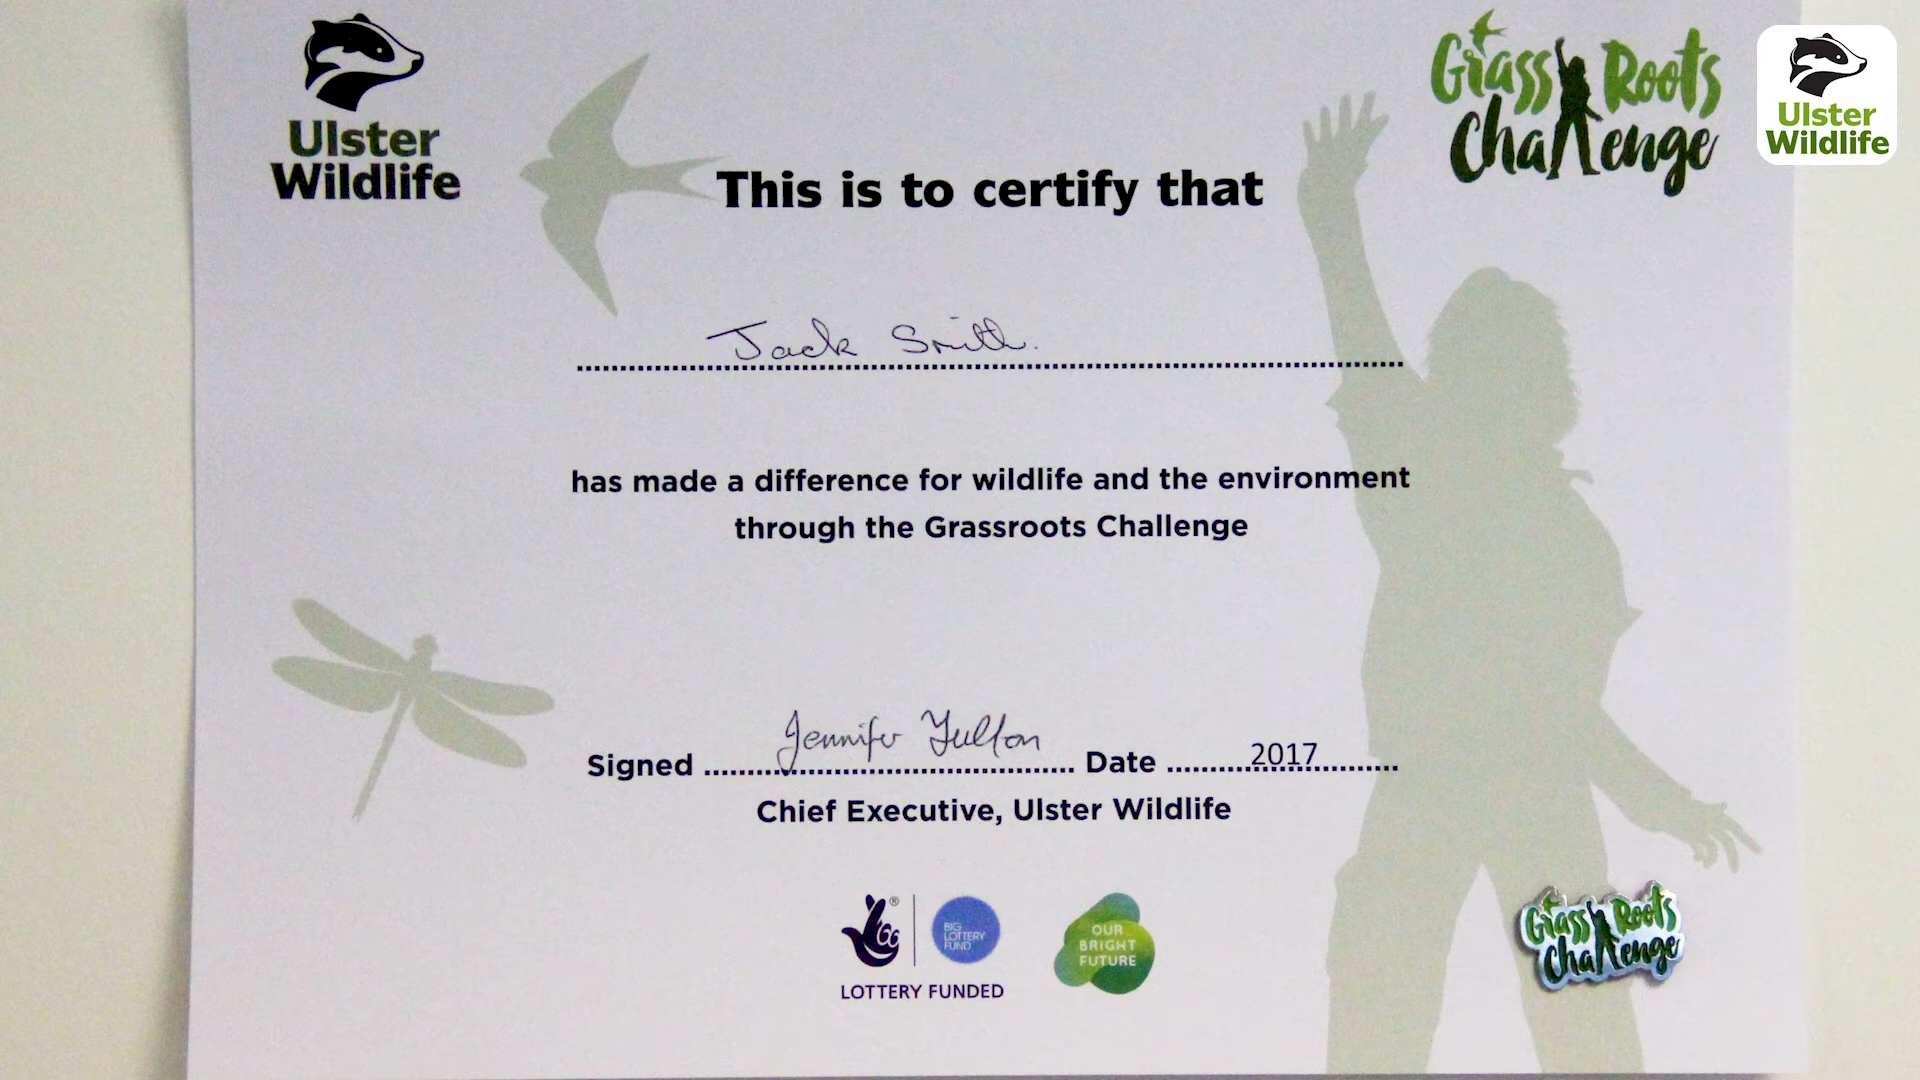 Ulster
Wildlife
Grass Roots
Challenge
Ulster
Wildlife
This is to certify that
Jack Smith.
has made a difference for wildlife and the environment
through the Grassroots Challenge
Jennifer Fulton
Signed Date 2017
Chief Executive, Ulster Wildlife
BIG
LOTTERY
FUND
LOTTERY FUNDED
OUR
BRIGHT
FUTURE
Grass Roots
Challenge